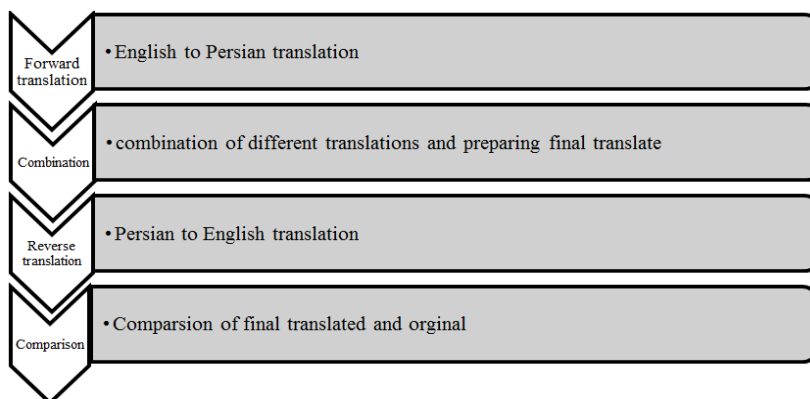 Forward
translation
•English to Persian translation
Combination
•combination of different translations and preparing final translate
Reverse
translation
•Persian to English translation
Comparison
•Comparsion of final translated and orginal